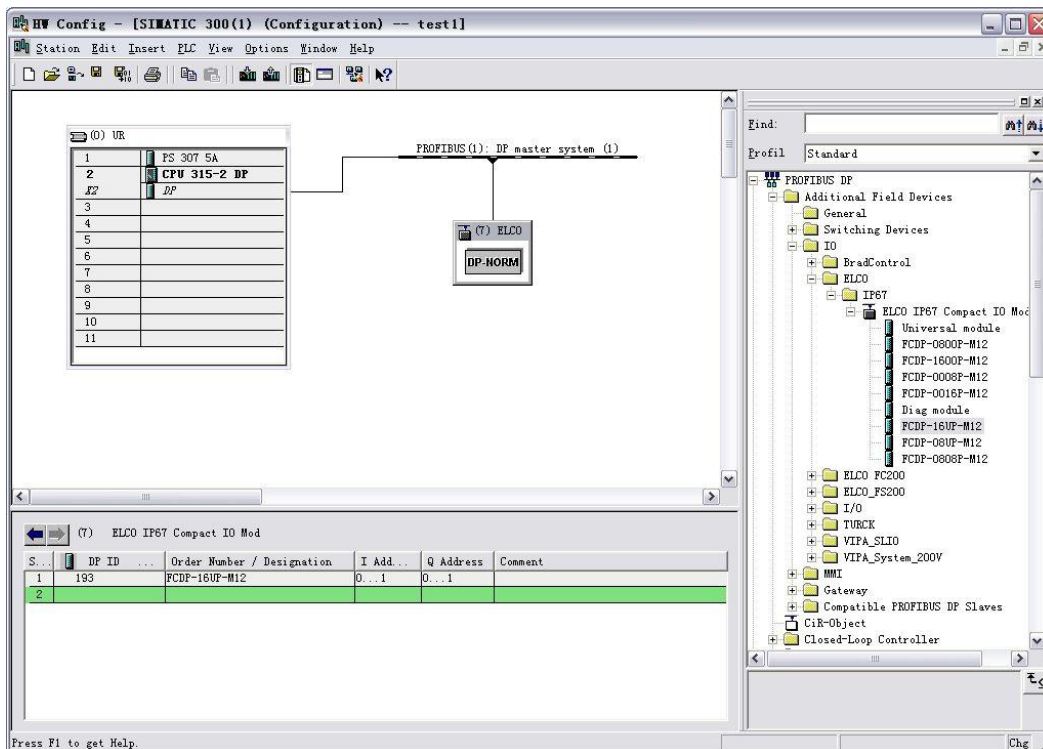 HW Config - [SIMATIC 300(1) (Configuration) -- test1]
Station Edit Insert PLC View Options Window Help
(0) UR
1 PS 307 5A
2 CPU 315-2 DP
X2 DP
3
4
5
6
7
8
9
10
11
PROFIBUS(1): DP master system (1)
(7) ELCO
DP-NORM
Find:
Profil Standard
PROFIBUS DP
Additional Field Devices
General
Switching Devices
IO
BradControl
ELCO
IP67
ELCO IP67 Compact IO Mod
Universal module
FCDP-0800P-M12
FCDP-1600P-M12
FCDP-0008P-M12
FCDP-0016P-M12
Diag module
FCDP-16UP-M12
FCDP-08UP-M12
FCDP-0808P-M12
ELCO FC200
ELCO_FS200
I/O
TURCK
VIPA_SLIO
VIPA_System_200V
MMI
Gateway
Compatible PROFIBUS DP Slaves
CiR-Object
Closed-Loop Controller
(7) ELCO IP67 Compact IO Mod
S... DP ID ... Order Number / Designation I Add... Q Address Comment
1 193 FCDP-16UP-M12 0...1 0...1
2
Press F1 to get Help.
Chg